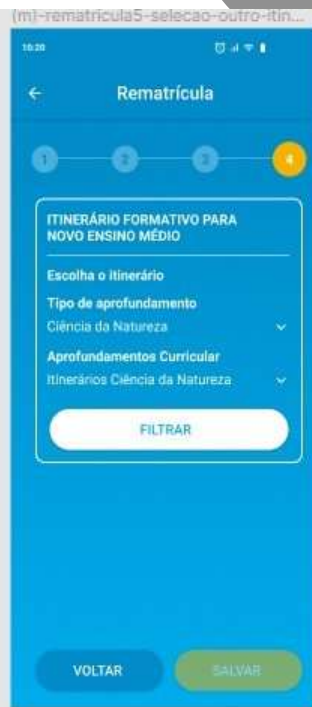 (m)-rematricula5-selecao-outro-itin...
10:20
Rematrícula
1 2 3 4
ITINERÁRIO FORMATIVO PARA
NOVO ENSINO MÉDIO
Escolha o itinerário
Tipo de aprofundamento
Ciência da Natureza
Aprofundamentos Curricular
Itinerários Ciência da Natureza
FILTRAR
VOLTAR
SALVAR